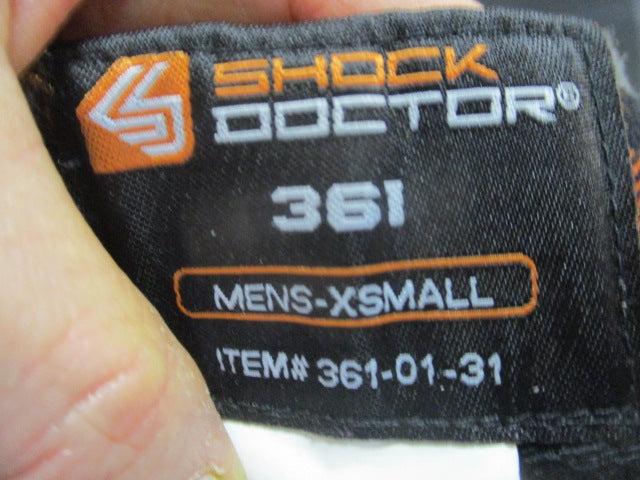 SHOCK
DOCTOR®
361
MENS-XSMALL
ITEM# 361-01-31